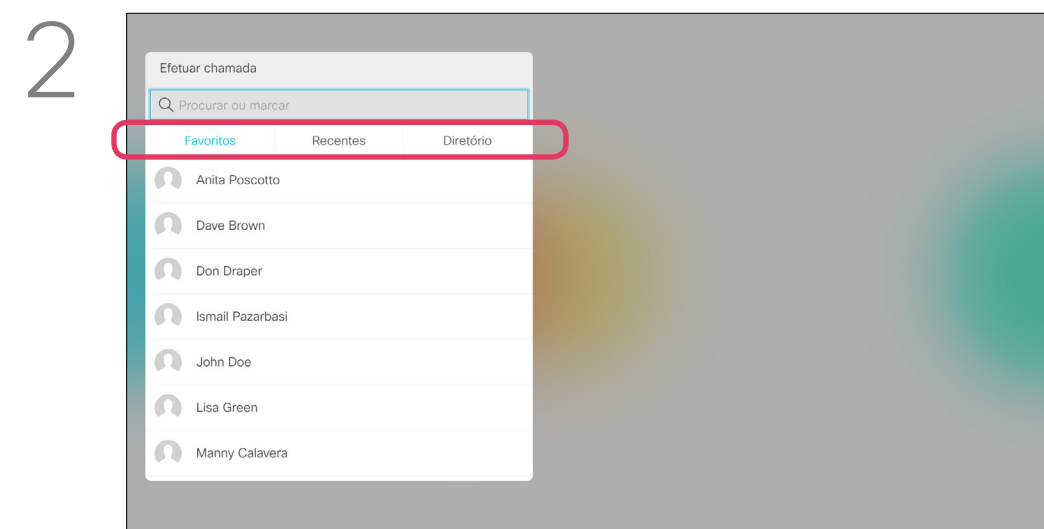 2
Efetuar chamada
Procurar ou marcar
Favoritos Recentes Diretório
Anita Poscotto
Dave Brown
Don Draper
Ismail Pazarbasi
John Doe
Lisa Green
Manny Calavera